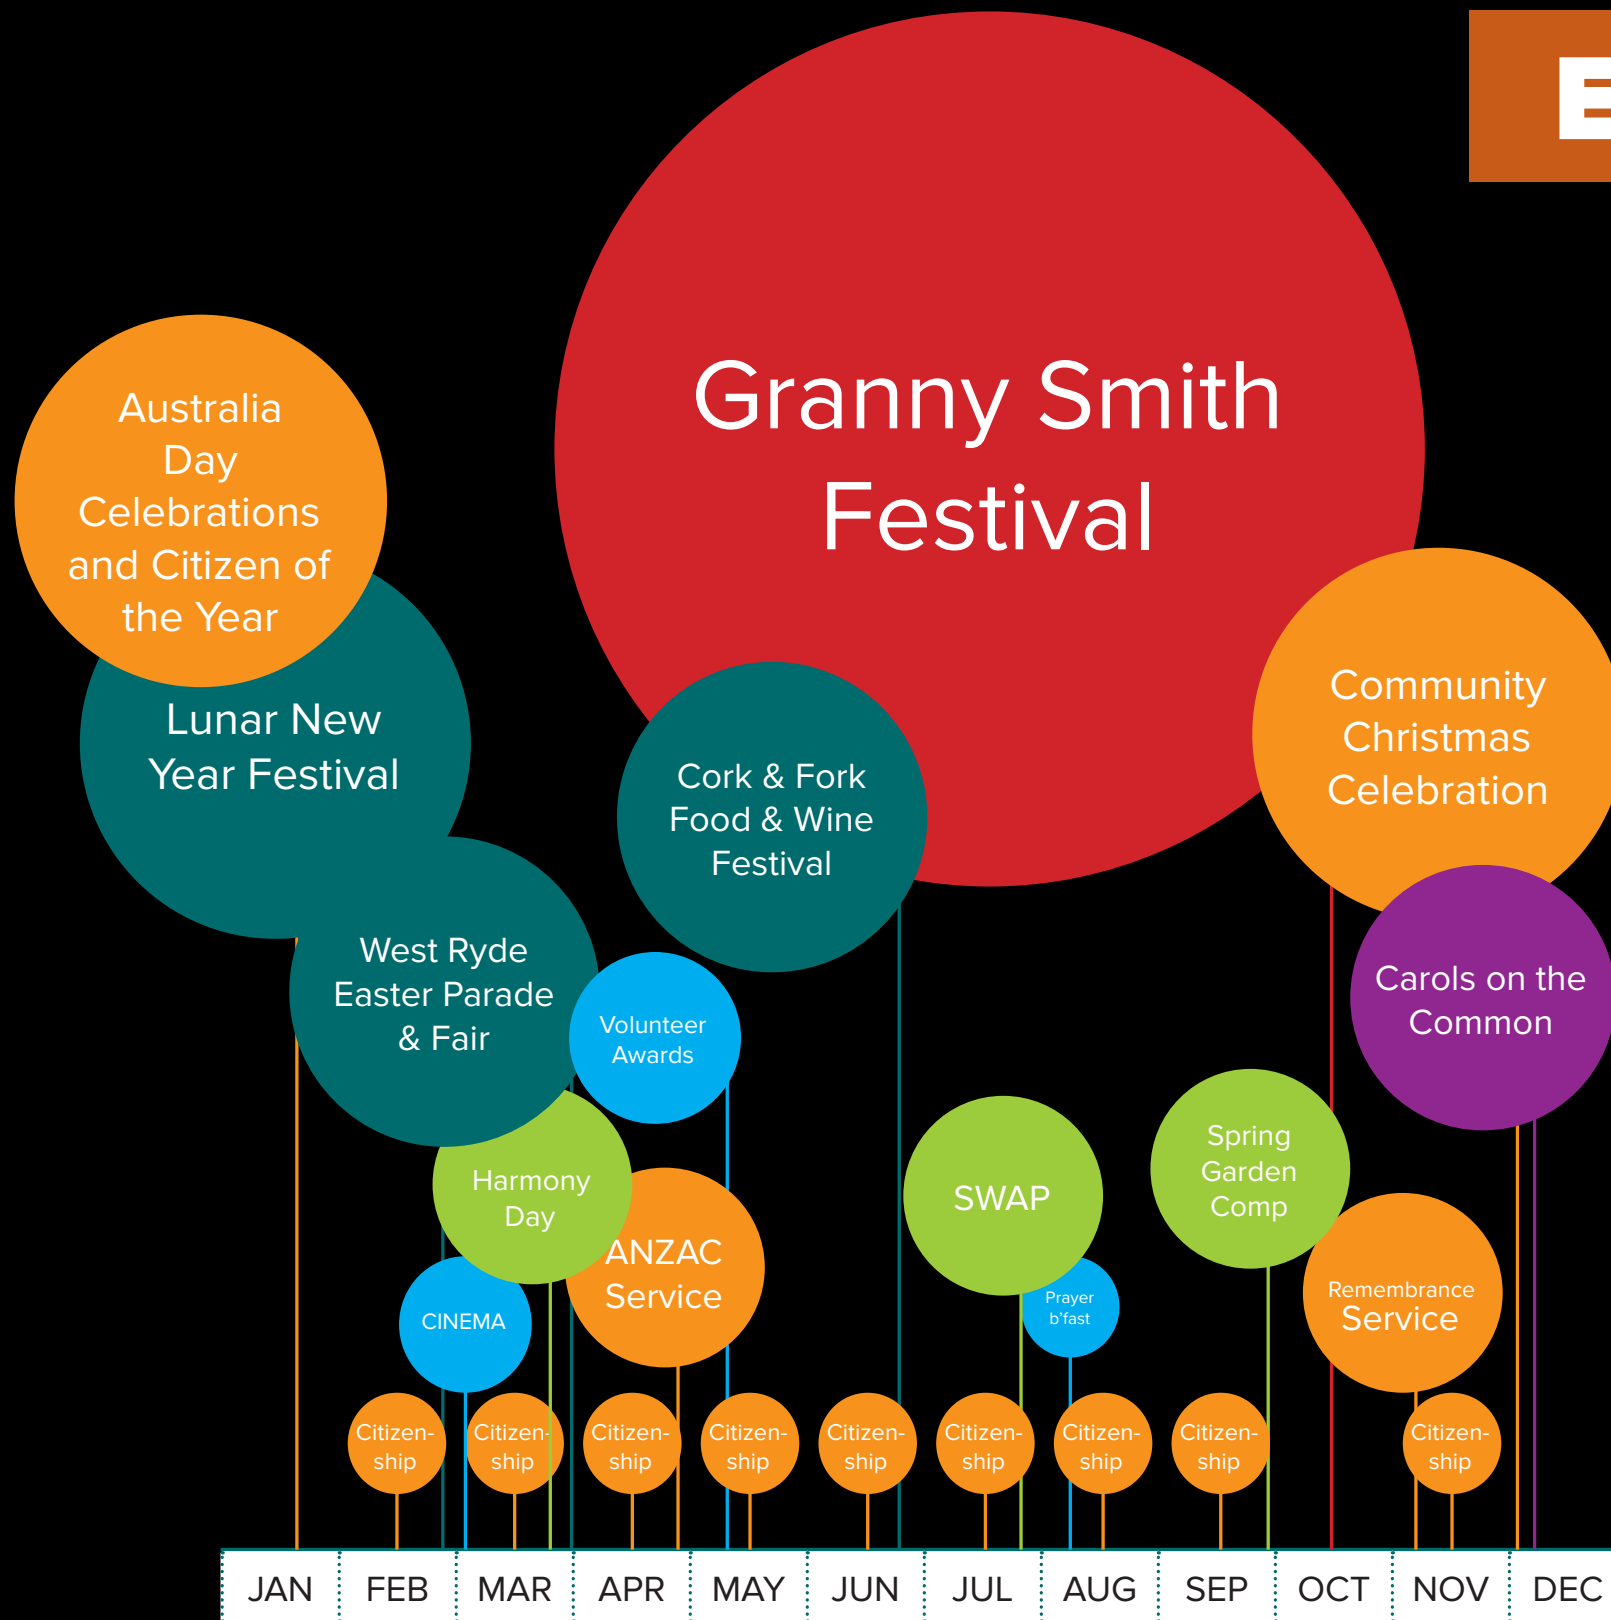 E
Granny Smith
Festival
Australia
Day
Celebrations
and Citizen of
the Year
Lunar New
Year Festival
Community
Christmas
Celebration
Cork & Fork
Food & Wine
Festival
West Ryde
Easter Parade
& Fair
Volunteer
Awards
Carols on the
Common
Harmony
Day
ANZAC
Service
SWAP
Spring
Garden
Comp
CINEMA
Prayer
b'fast
Remembrance
Service
Citizen-
ship
Citizen-
ship
Citizen-
ship
Citizen-
ship
Citizen-
ship
Citizen-
ship
Citizen-
ship
Citizen-
ship
Citizen-
ship
JAN FEB MAR APR MAY JUN JUL AUG SEP OCT NOV DEC